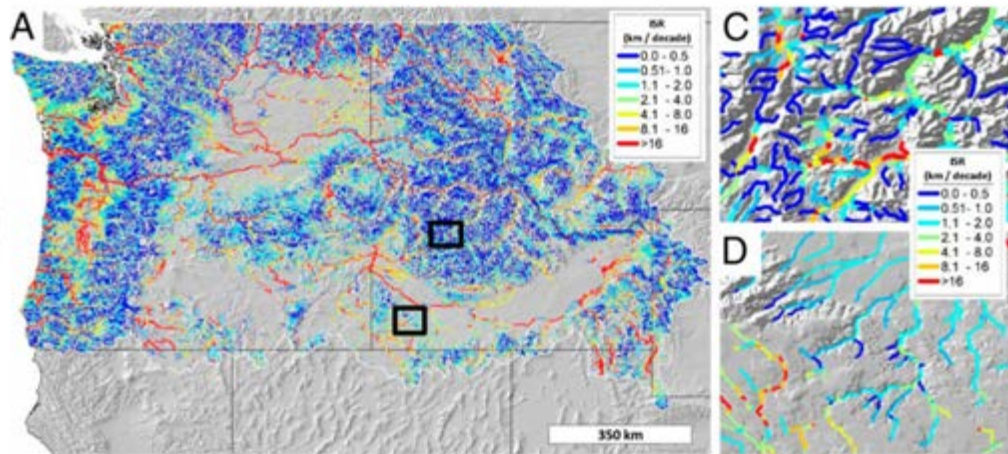 A
ISR
(km / decade)
0.0 - 0.5
0.51- 1.0
1.1 - 2.0
2.1 - 4.0
4.1 - 8.0
8.1 - 16
>16
350 km
C
ISR
(km / decade)
0.0 - 0.5
0.51- 1.0
1.1 - 2.0
2.1 - 4.0
4.1 - 8.0
8.1 - 16
>16
D